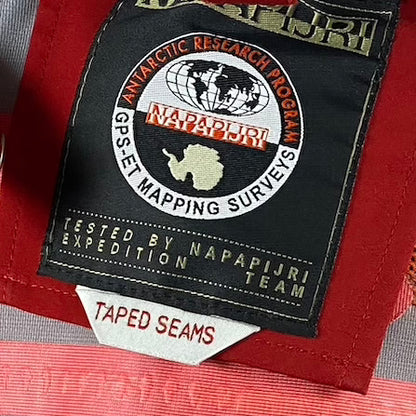 NAPAPIJRI
ANTARCTIC RESEARCH PROGRAM
NAPAPIJRI
GPS-ET MAPPING SURVEYS
TESTED BY NAPAPIJRI
EXPEDITION TEAM
TAPED SEAMS